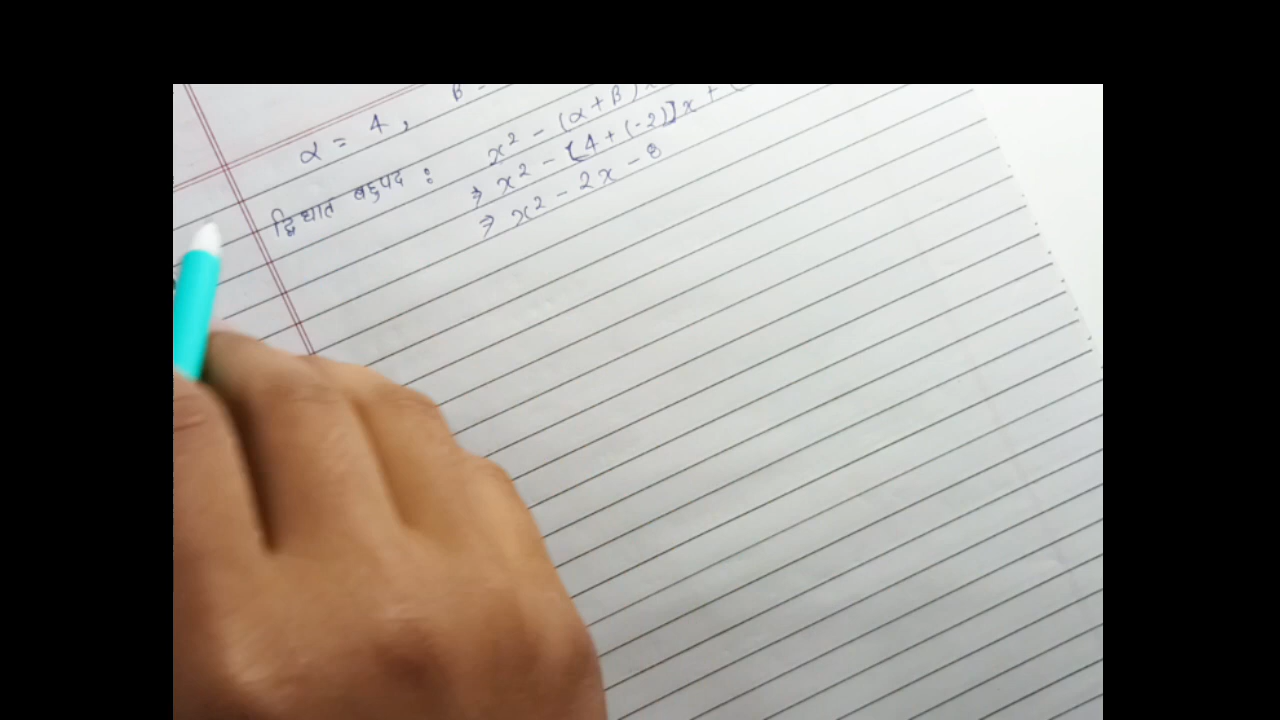 α = 4, β -
द्विघात बहुपद : x² - (α + β) x
⇒ x² - [4 + (-2)] x + (
⇒ x² - 2x - 8